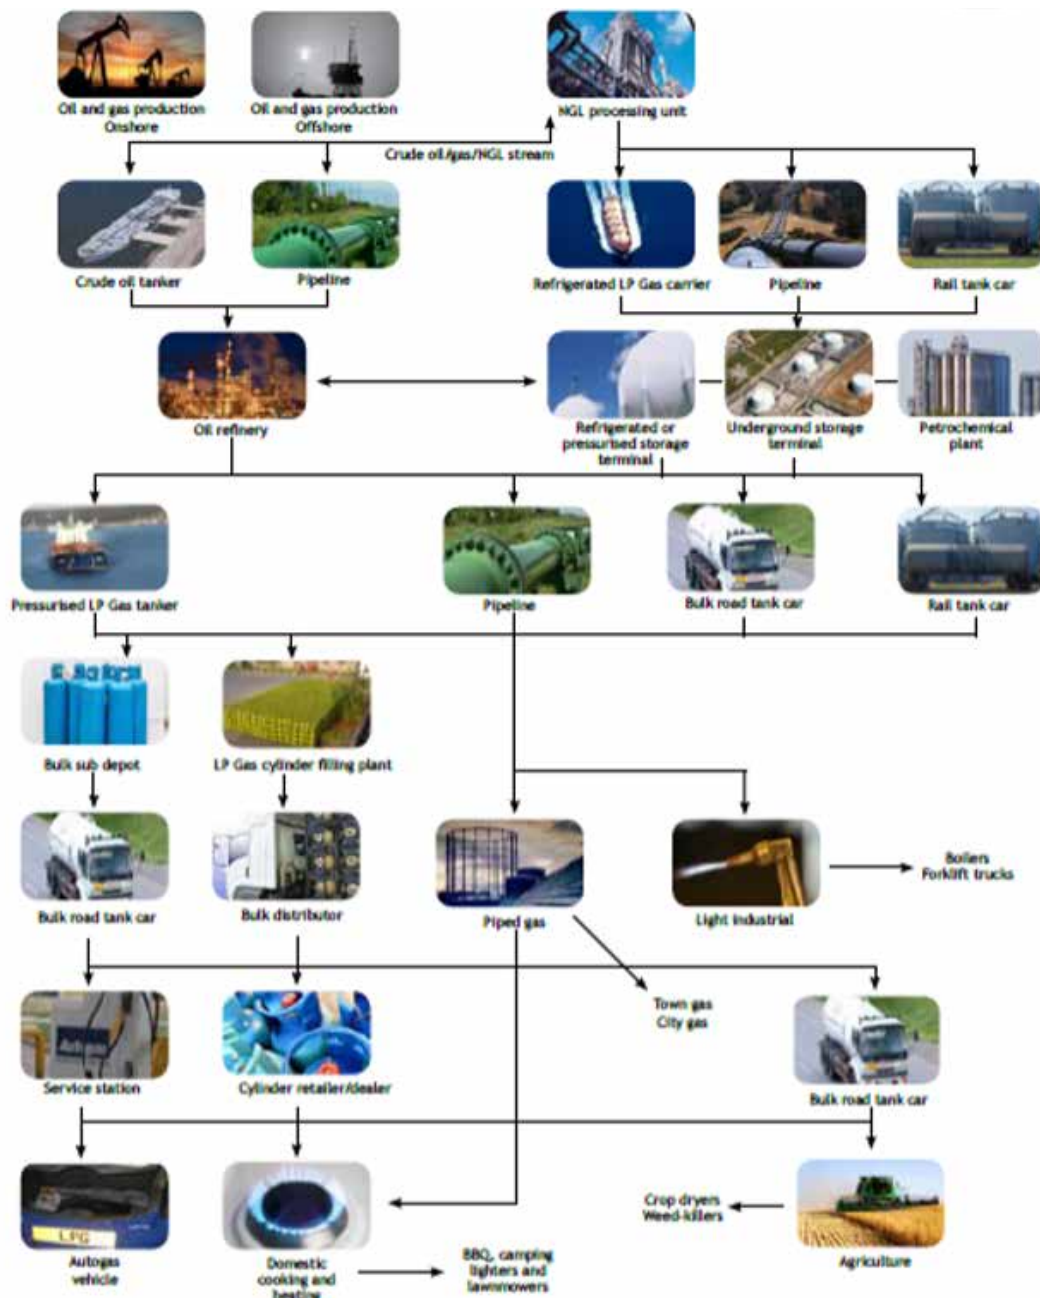 Oil and gas production
Onshore
Oil and gas production
Offshore
NGL processing unit
Crude oil/gas/NGL stream
Crude oil tanker
Pipeline
Refrigerated LP Gas carrier
Pipeline
Rail tank car
Oil refinery
Refrigerated or
pressurised storage
terminal
Underground storage
terminal
Petrochemical
plant
Pressurised LP Gas tanker
Pipeline
Bulk road tank car
Rail tank car
Bulk sub depot
LP Gas cylinder filling plant
Bulk road tank car
Bulk distributor
Piped gas
Light industrial
Boilers
Forklift trucks
Town gas
City gas
Service station
Cylinder retailer/dealer
Bulk road tank car
LPG
Autogas
vehicle
Domestic
cooking and
heating
BBQ, camping
lighters and
lawnmowers
Crop dryers
Weed-killers
Agriculture